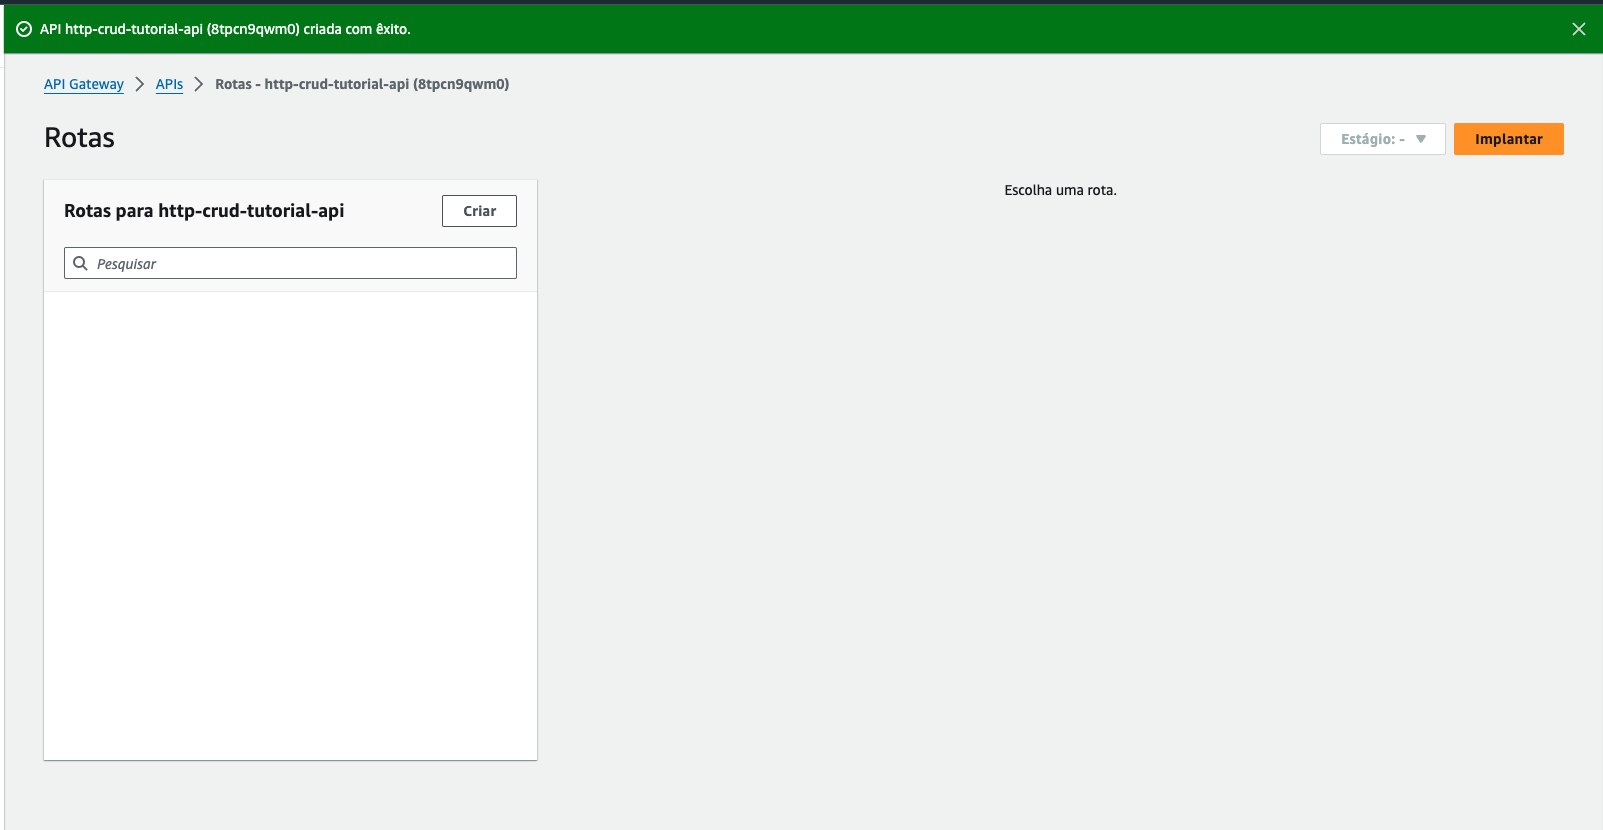 API http-crud-tutorial-api (8tpcn9qwm0) criada com êxito.
API Gateway
APIs
Rotas - http-crud-tutorial-api (8tpcn9qwm0)
Rotas
Estágio: -
Implantar
Rotas para http-crud-tutorial-api
Criar
Pesquisar
Escolha uma rota.